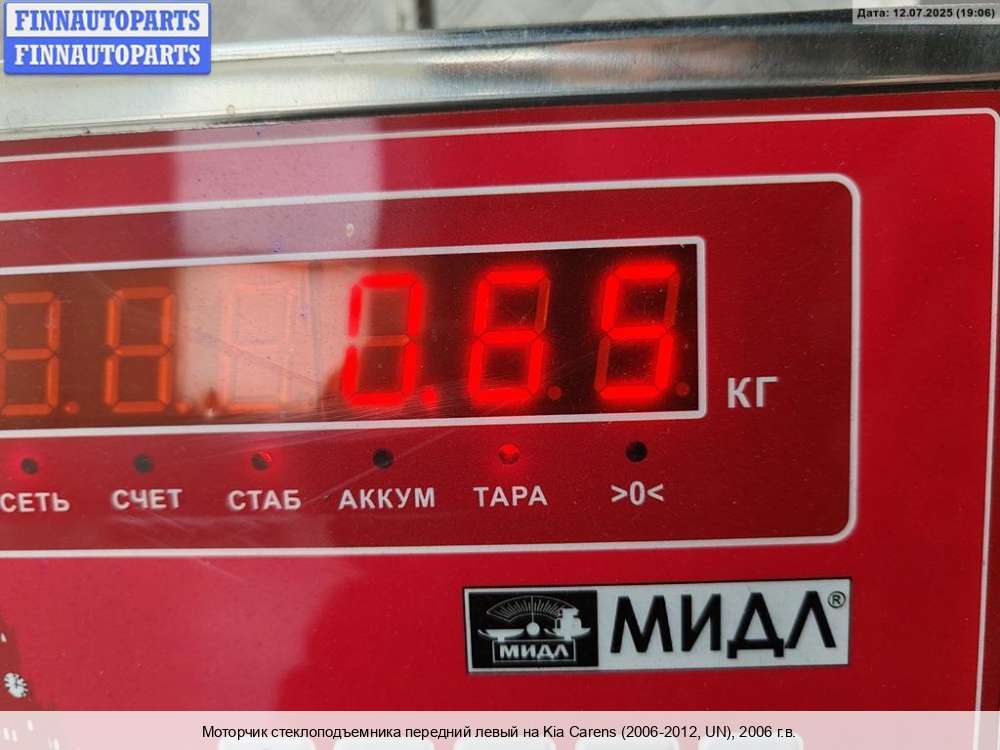 FINNAUTOPARTS
FINNAUTOPARTS
Дата: 12.07.2025 (19:06)
0.65
КГ
СЕТЬ СЧЕТ СТАБ АККУМ ТАРА >0<
МИДЛ
МИДЛ®
Моторчик стеклоподъемника передний левый на Kia Carens (2006-2012, UN), 2006 г.в.